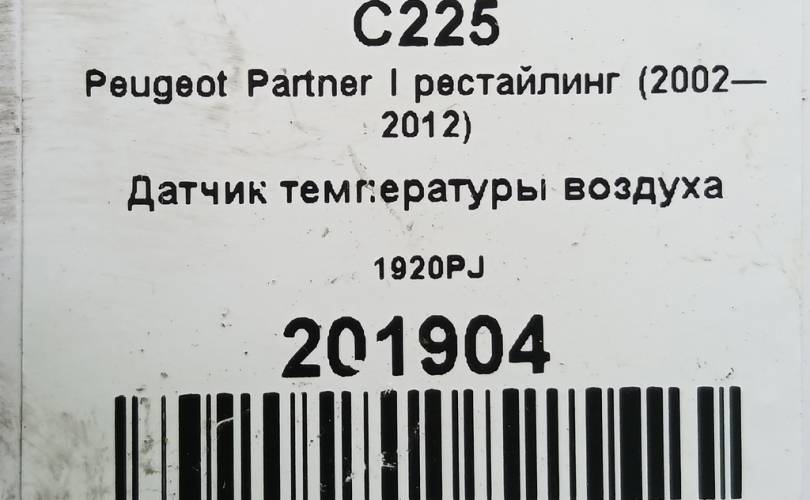 C225
Peugeot Partner I рестайлинг (2002—
2012)
Датчик температуры воздуха
1920PJ
201904